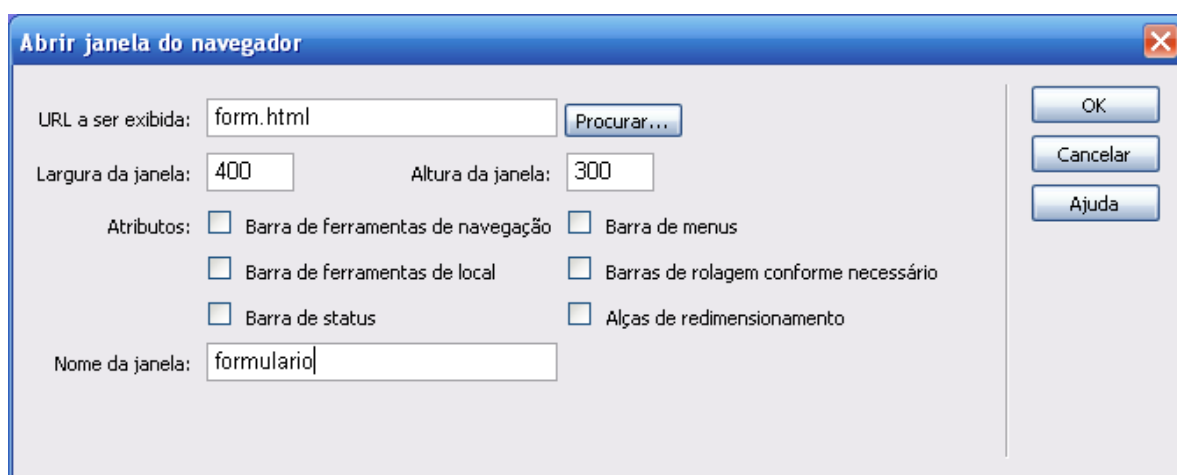 Abrir janela do navegador
URL a ser exibida: form.html Procurar... OK
Largura da janela: 400 Altura da janela: 300 Cancelar
Ajuda
Atributos: Barra de ferramentas de navegação Barra de menus
Barra de ferramentas de local Barras de rolagem conforme necessário
Barra de status Alças de redimensionamento
Nome da janela: formulario